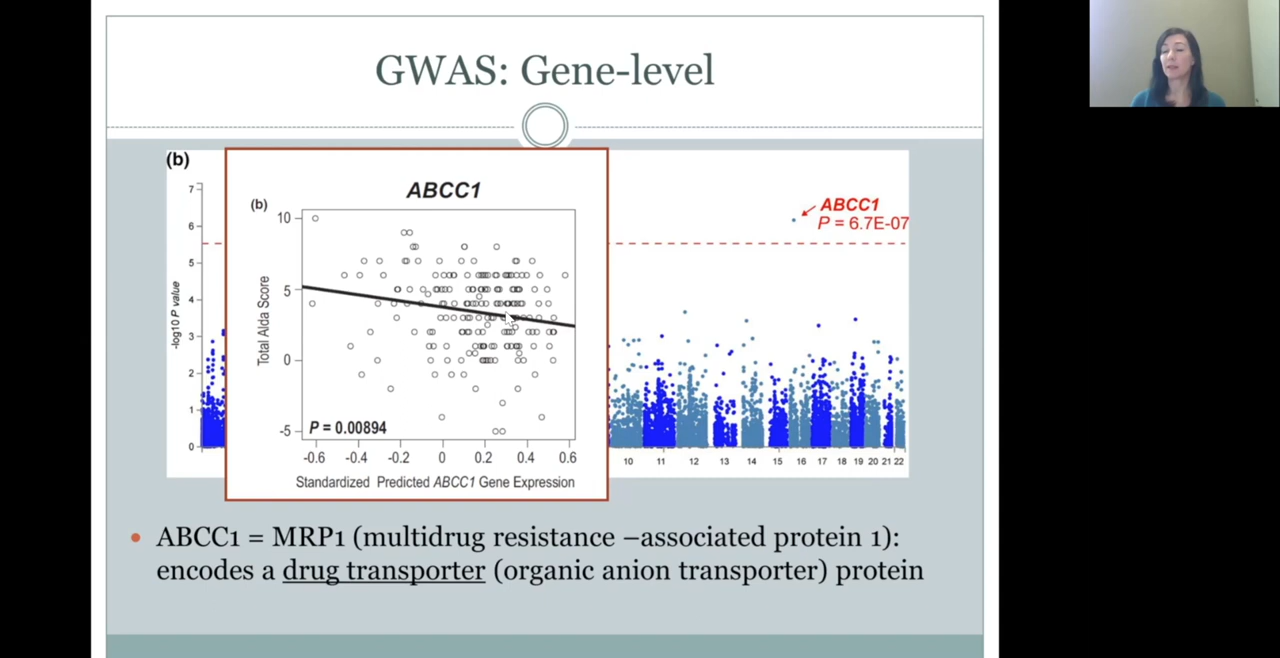 GWAS: Gene-level
(b)
7
6
5
4
3
2
1
0
-log10 P value
ABCC1
(b)
10
5
0
-5
Total Alda Score
P = 0.00894
-0.6 -0.4 -0.2 0 0.2 0.4 0.6
Standardized Predicted ABCC1 Gene Expression
ABCC1
P = 6.7E-07
10 11 12 13 14 15 16 17 18 19 20 21 22
• ABCC1 = MRP1 (multidrug resistance –associated protein 1):
encodes a drug transporter (organic anion transporter) protein